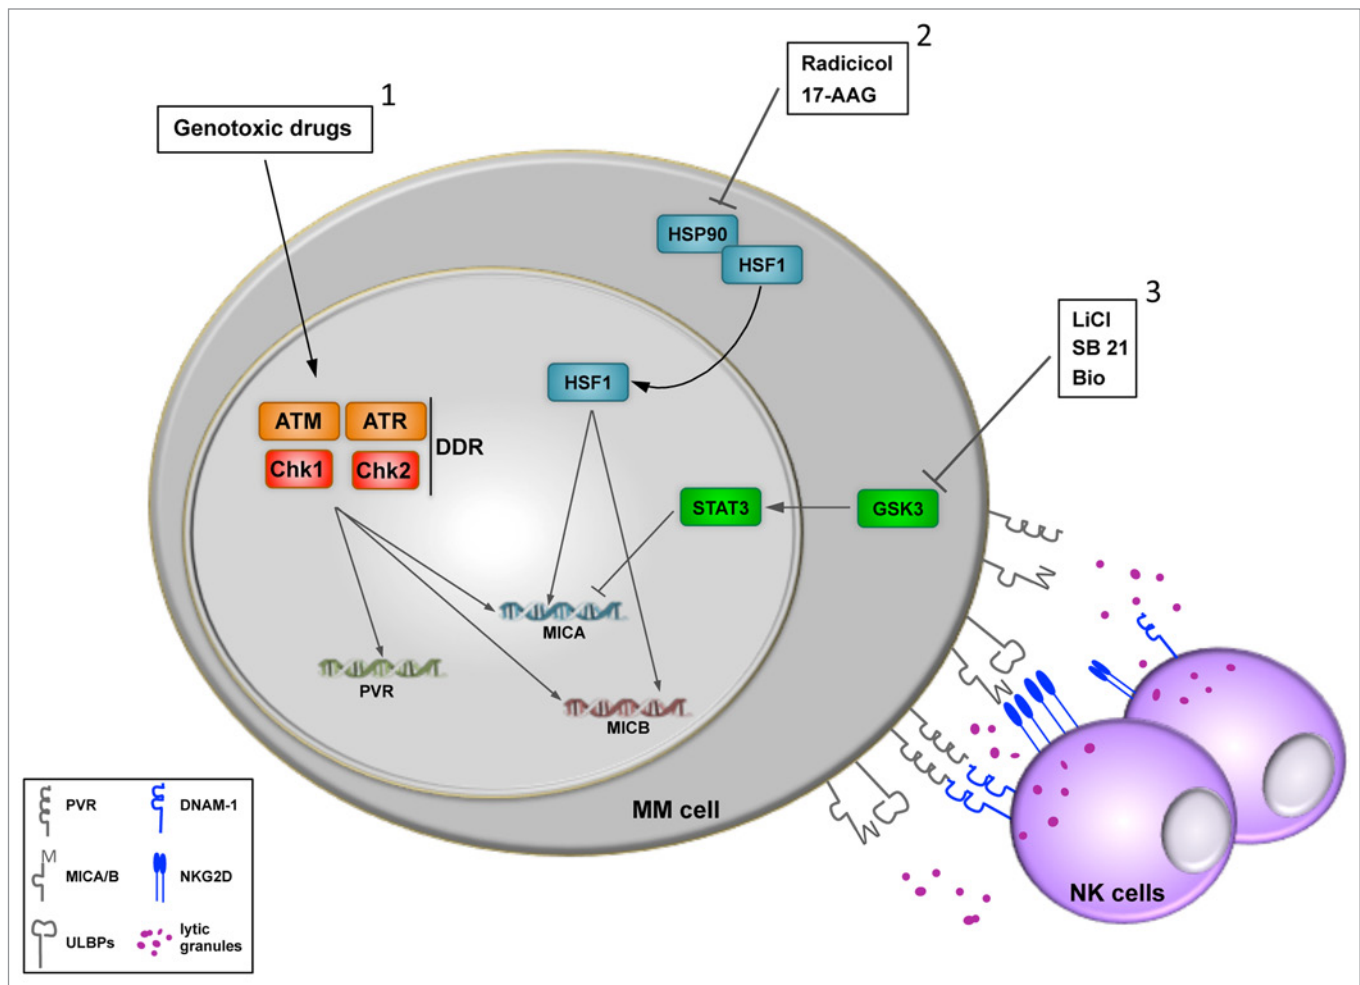 1
Genotoxic drugs
2
Radicicol
17-AAG
HSP90
HSF1
3
LiCl
SB 21
Bio
HSF1
ATM ATR
Chk1 Chk2
DDR
STAT3
GSK3
MICA
PVR
MICB
MM cell
NK cells
PVR
DNAM-1
M
MICA/B
NKG2D
ULBPs
lytic
granules